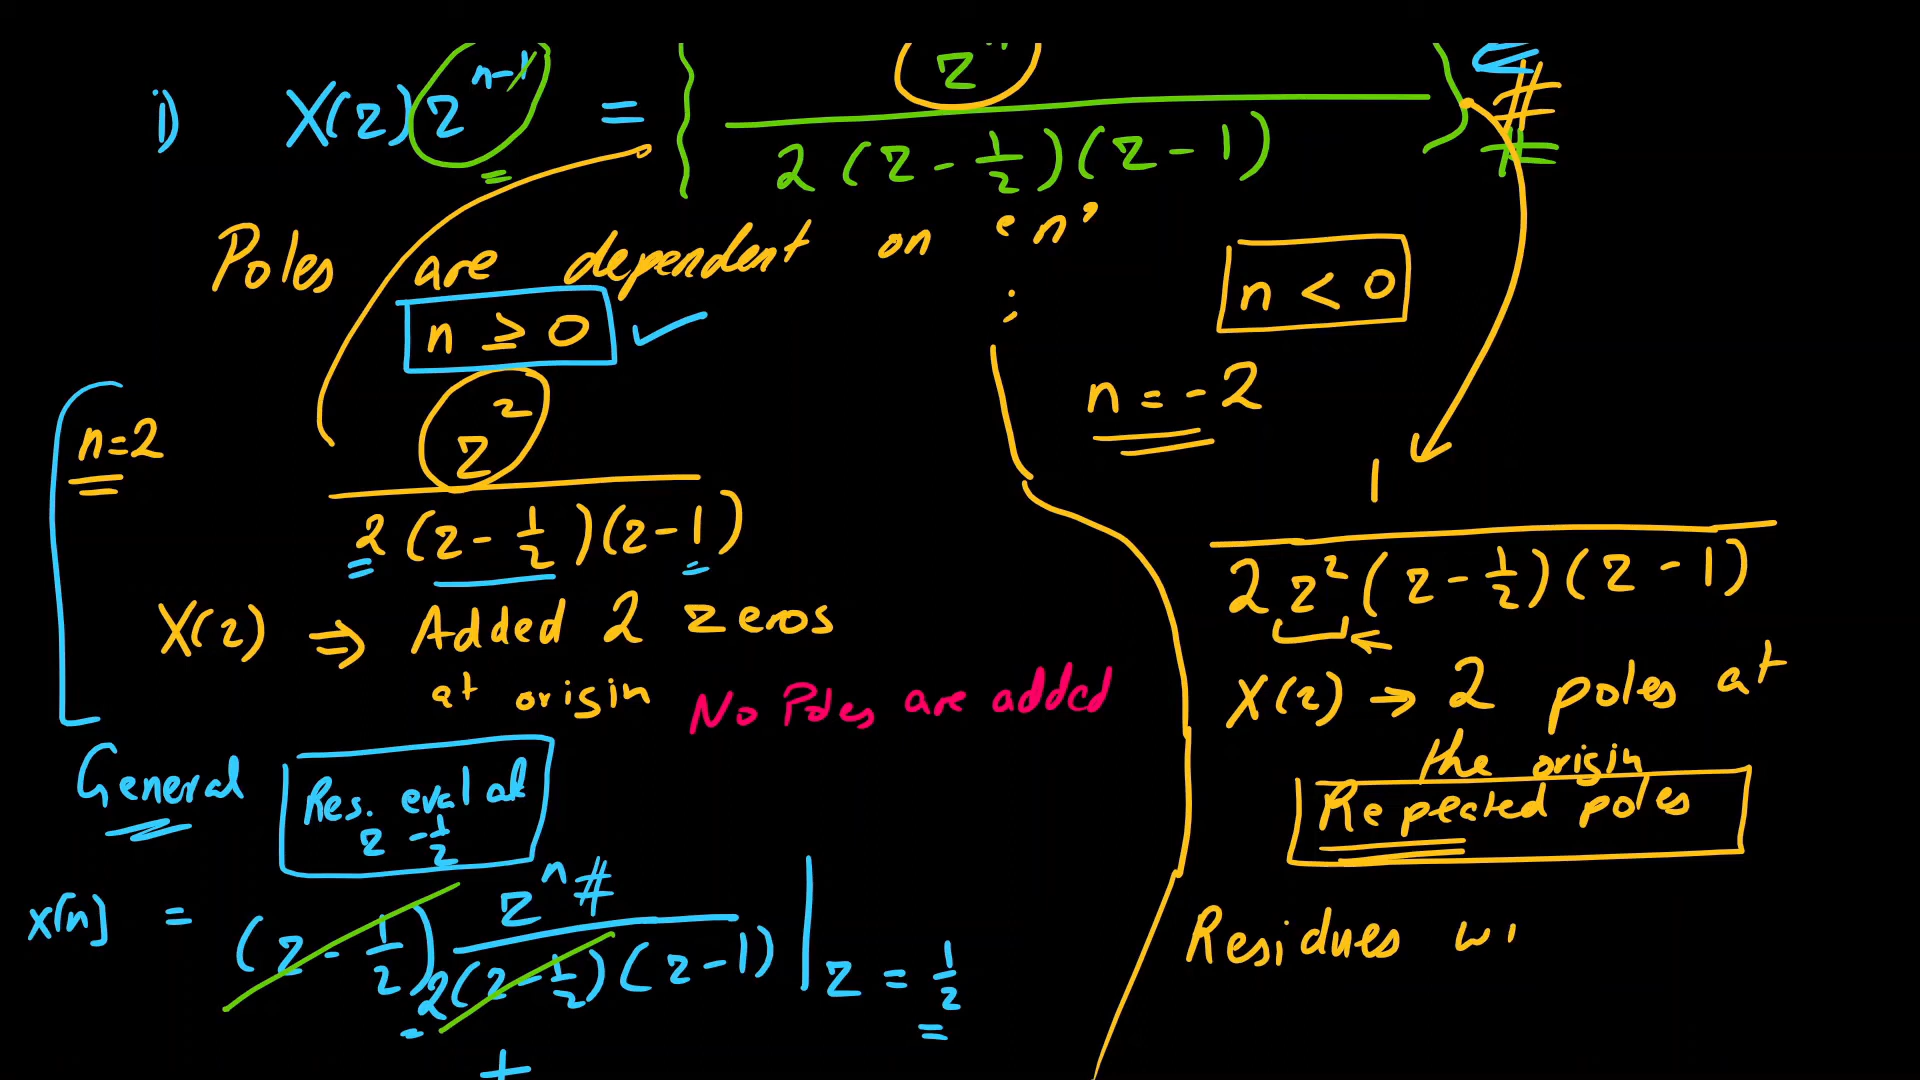 i) X(z) z^{n-1} = { z^n / 2(z - 1/2)(z - 1) } #
Poles are dependent on "n"
n ≥ 0 ✓
n=2
z^2 / 2(z - 1/2)(z - 1)
X(z) ⇒ Added 2 zeros
at origin
No Poles are added
General
Res. eval at
z = 1/2
x[n] = (z - 1/2) z^n # / 2(z - 1/2)(z - 1) | z = 1/2
+
n < 0
n = -2
1 / 2 z^2 (z - 1/2)(z - 1)
X(z) → 2 poles at
the origin
Repeated poles
Residues